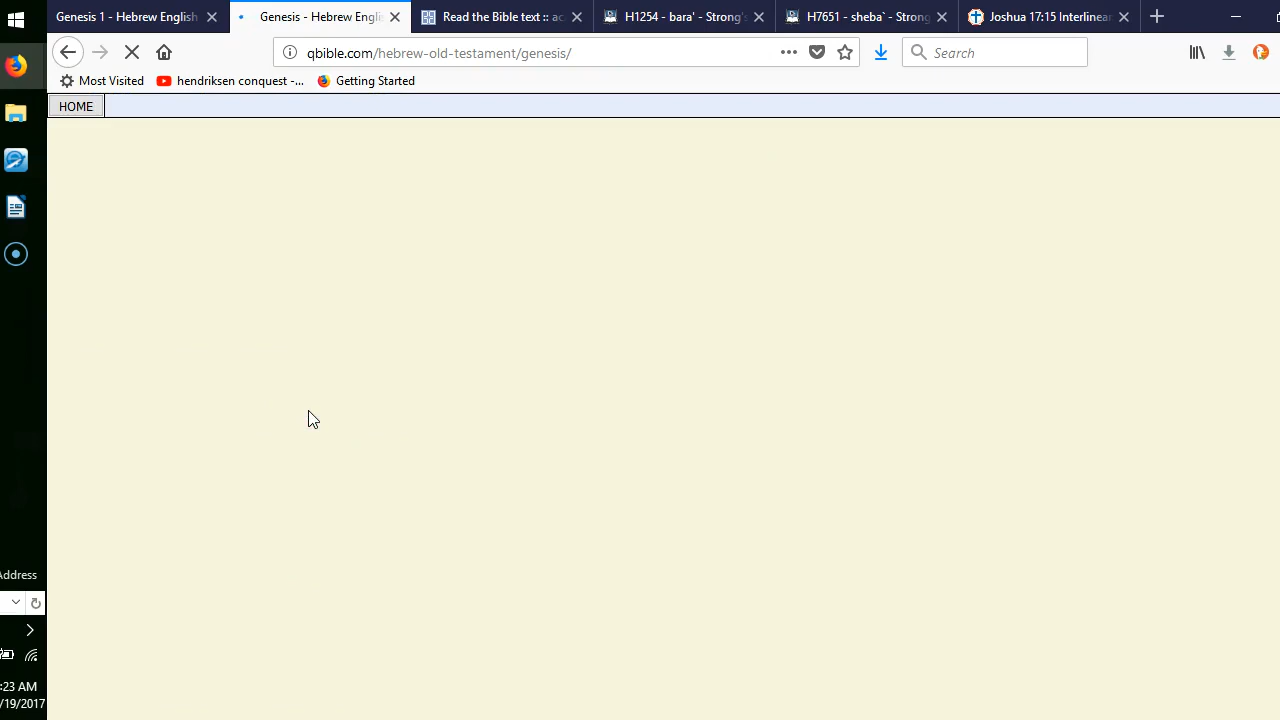 Genesis 1 - Hebrew English
Genesis - Hebrew Engli
Read the Bible text :: ac
H1254 - bara' - Strong's
H7651 - sheba` - Strong
Joshua 17:15 Interlinear
qbible.com/hebrew-old-testament/genesis/
Search
Most Visited
hendriksen conquest -...
Getting Started
HOME
Address
:23 AM
/19/2017